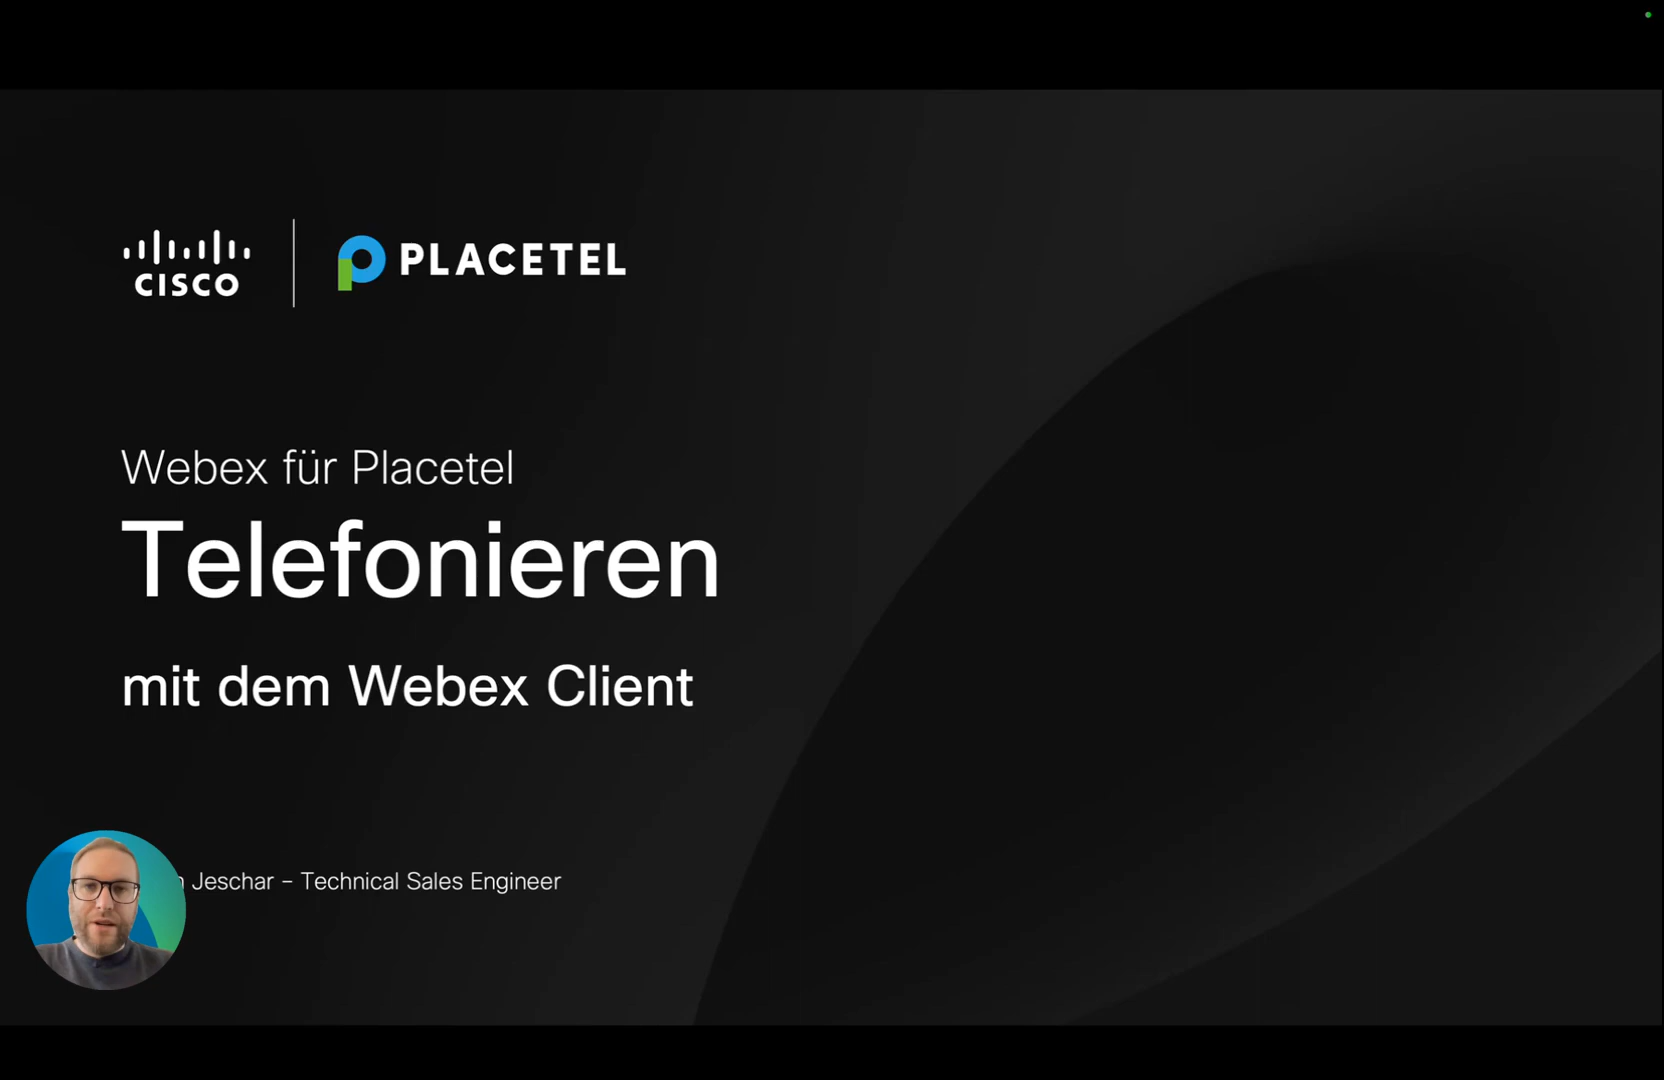 CISCO
PLACETEL
Webex für Placetel
Telefonieren
mit dem Webex Client
Jeschar – Technical Sales Engineer